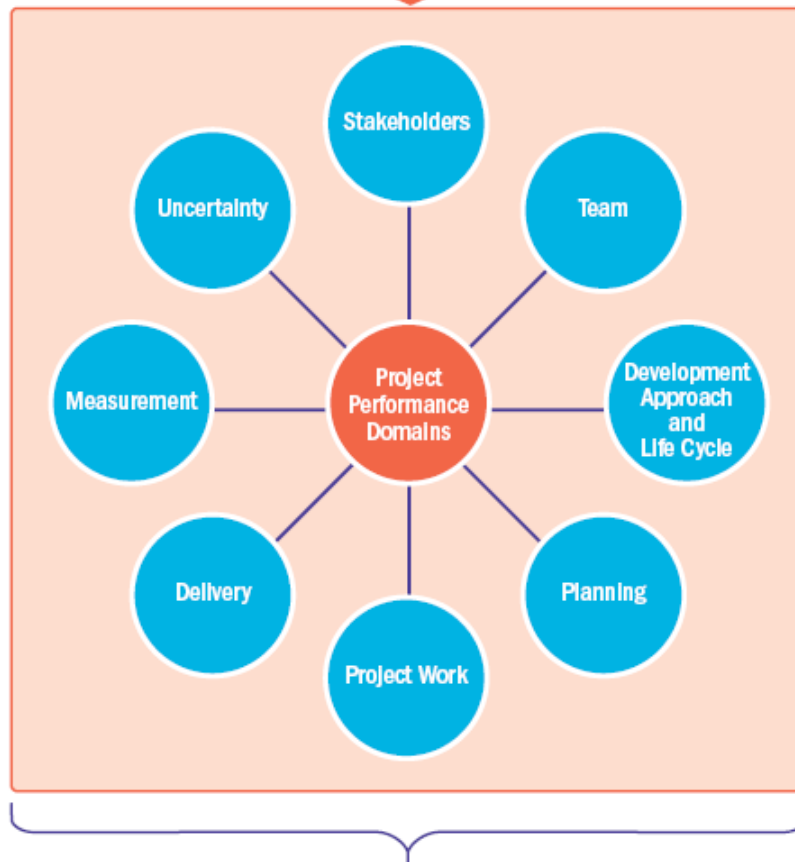 Stakeholders
Uncertainty
Team
Measurement
Project
Performance
Domains
Development
Approach
and
Life Cycle
Delivery
Planning
Project Work